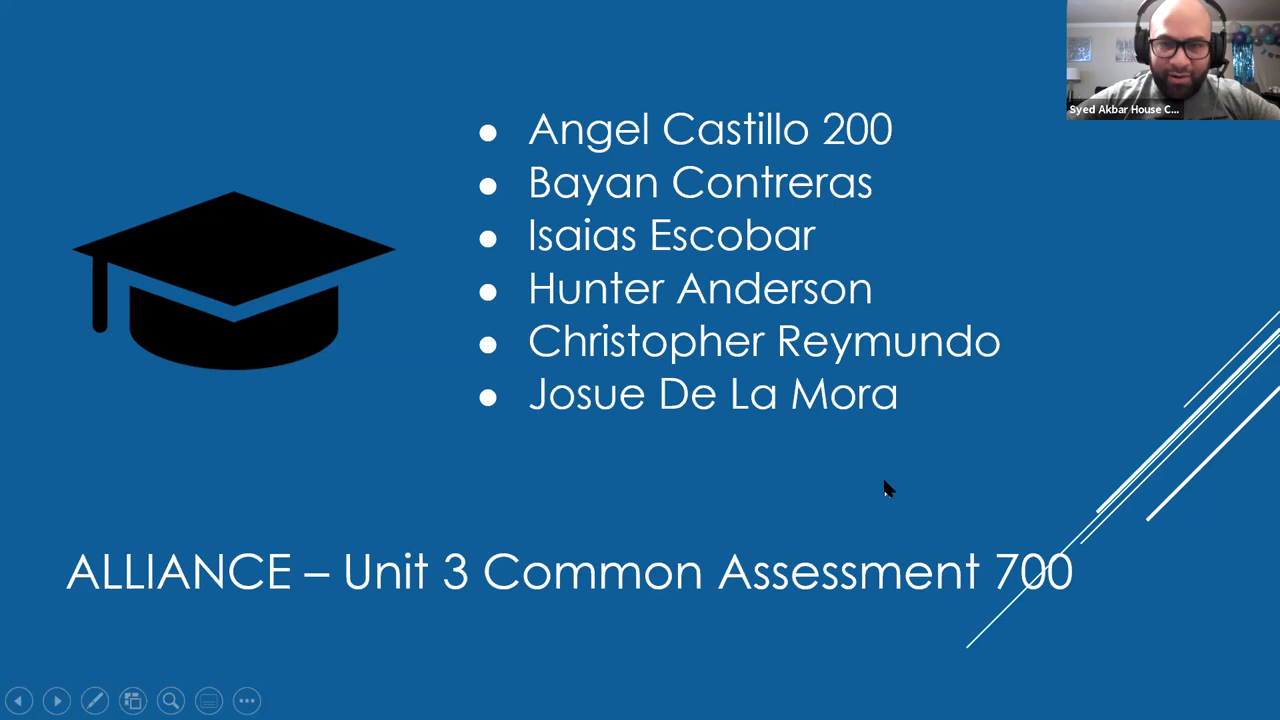 Syed Akbar House C...
● Angel Castillo 200
● Bayan Contreras
● Isaias Escobar
● Hunter Anderson
● Christopher Reymundo
● Josue De La Mora
ALLIANCE – Unit 3 Common Assessment 700